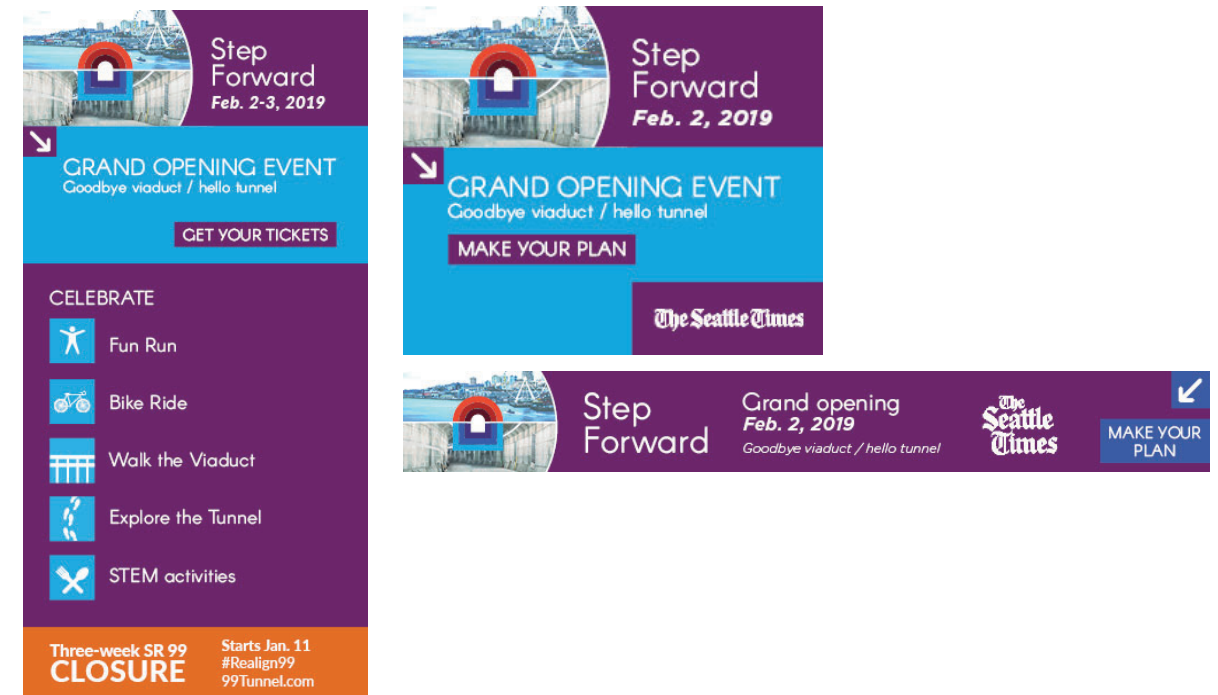 Step
Forward
Feb. 2-3, 2019
GRAND OPENING EVENT
Goodbye viaduct / hello tunnel
GET YOUR TICKETS
CELEBRATE
Fun Run
Bike Ride
Walk the Viaduct
Explore the Tunnel
STEM activities
Three-week SR 99
CLOSURE
Starts Jan. 11
#Realign99
99Tunnel.com
Step
Forward
Feb. 2, 2019
GRAND OPENING EVENT
Goodbye viaduct / hello tunnel
MAKE YOUR PLAN
The Seattle Times
Step
Forward
Grand opening
Feb. 2, 2019
Goodbye viaduct / hello tunnel
The
Seattle
Times
MAKE YOUR
PLAN